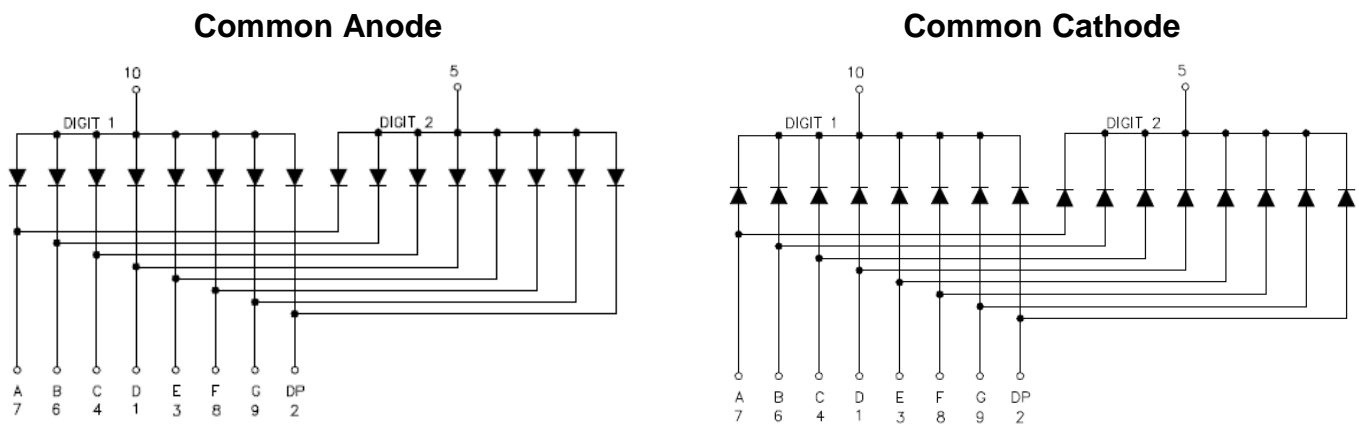 Common Anode
Common Cathode
10
5
DIGIT 1
DIGIT 2
A B C D E F G DP
7 6 4 1 3 8 9 2
10
5
DIGIT 1
DIGIT 2
A B C D E F G DP
7 6 4 1 3 8 9 2